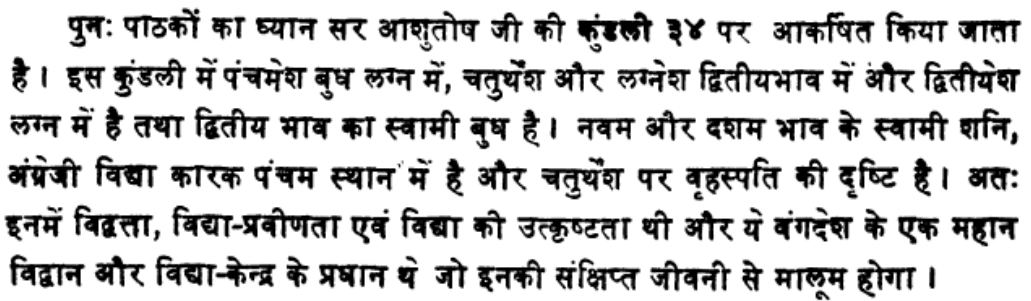 पुनः पाठकों का ध्यान सर आशुतोष जी की कुंडली ३४ पर आकर्षित किया जाता
है। इस कुंडली में पंचमेश बुध लग्न में, चतुर्थेश और लग्नेश द्वितीयभाव में और द्वितीयेश
लग्न में है तथा द्वितीय भाव का स्वामी बुध है। नवम और दशम भाव के स्वामी शनि,
अंग्रेजी विद्या कारक पंचम स्थान में है और चतुर्थेश पर वृहस्पति की दृष्टि है। अतः
इनमें विद्वत्ता, विद्या-प्रवीणता एवं विद्या की उत्कृष्टता थी और ये वंगदेश के एक महान
विद्वान और विद्या-केन्द्र के प्रधान थे जो इनकी संक्षिप्त जीवनी से मालूम होगा।